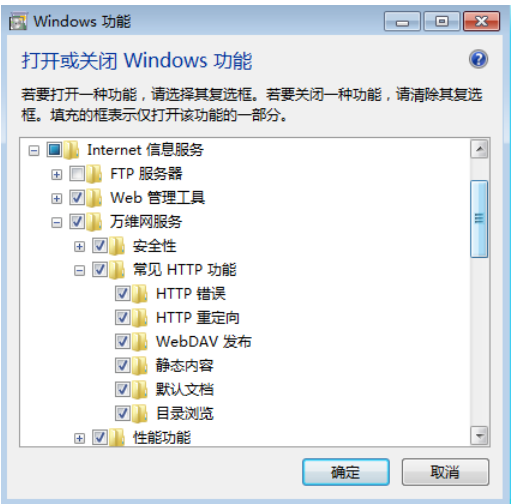 Windows 功能
打开或关闭 Windows 功能
若要打开一种功能，请选择其复选框。若要关闭一种功能，请清除其复选
框。填充的框表示仅打开该功能的一部分。
Internet 信息服务
FTP 服务器
Web 管理工具
万维网服务
安全性
常见 HTTP 功能
HTTP 错误
HTTP 重定向
WebDAV 发布
静态内容
默认文档
目录浏览
性能功能
确定
取消